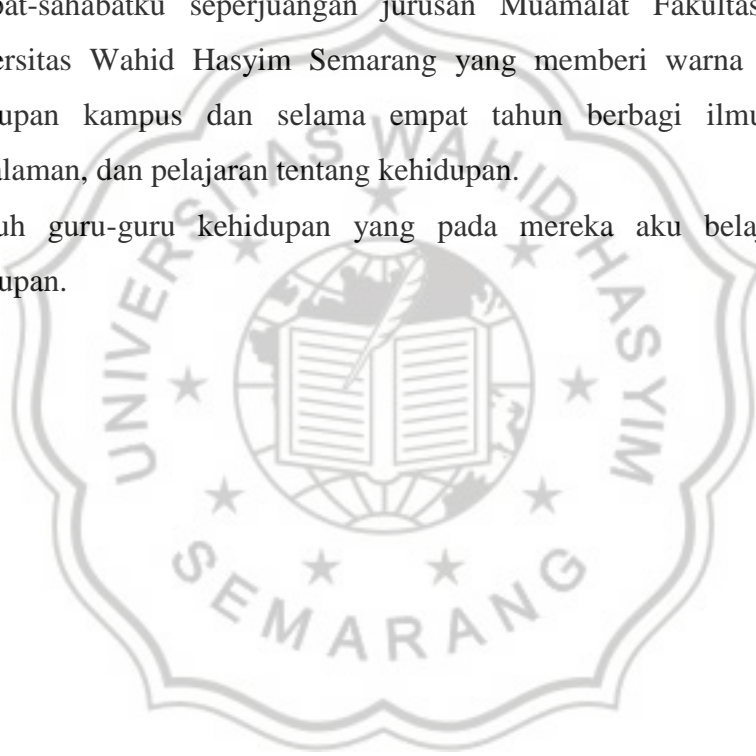 bat-sahabatku seperjuangan jurusan Muamalat Fakultas
ersitas Wahid Hasyim Semarang yang memberi warna
upan kampus dan selama empat tahun berbagi ilmu
alaman, dan pelajaran tentang kehidupan.
uh guru-guru kehidupan yang pada mereka aku bela
upan.
UNIVERSITAS WAHID HASYIM
SEMARANG